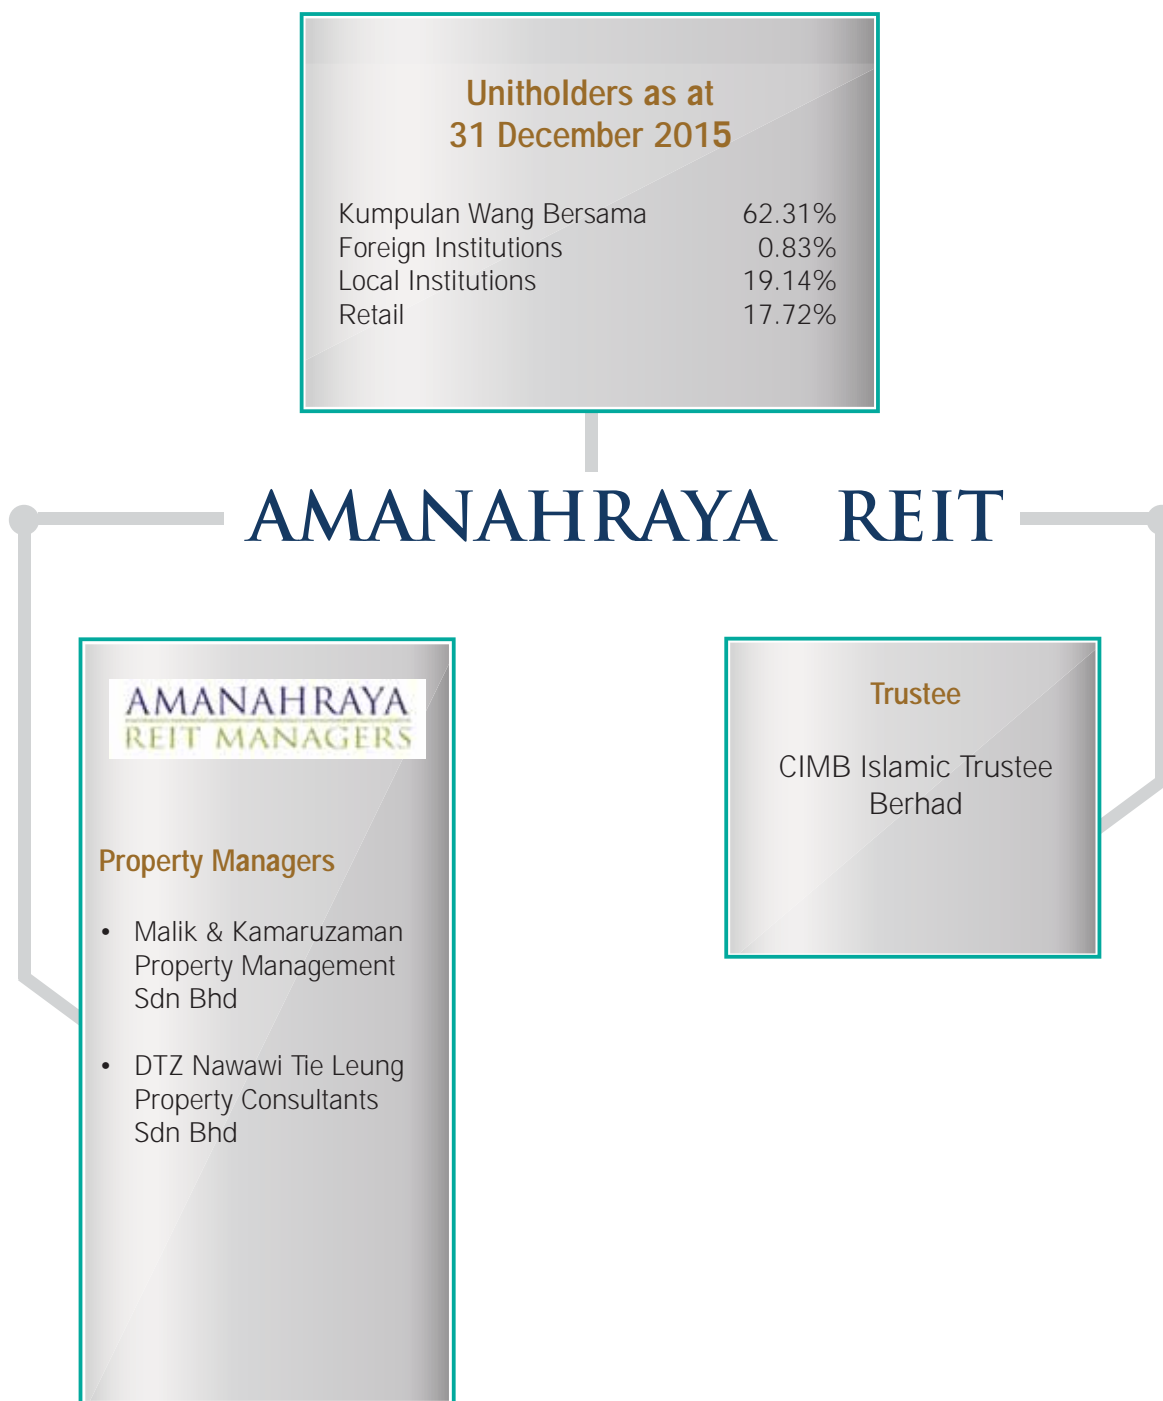 Unitholders as at
31 December 2015
Kumpulan Wang Bersama 62.31%
Foreign Institutions 0.83%
Local Institutions 19.14%
Retail 17.72%
AMANAHRAYA REIT
AMANAHRAYA
REIT MANAGERS
Property Managers
• Malik & Kamaruzaman
Property Management
Sdn Bhd
• DTZ Nawawi Tie Leung
Property Consultants
Sdn Bhd
Trustee
CIMB Islamic Trustee
Berhad